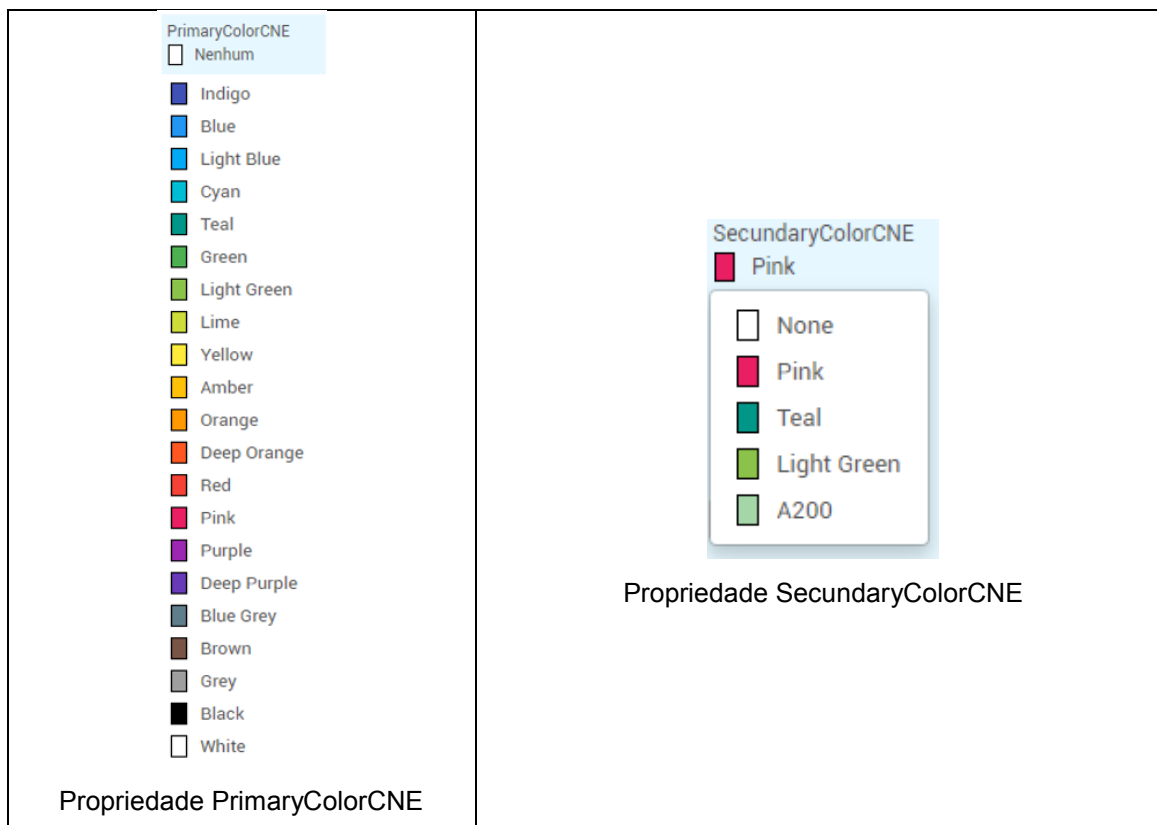 PrimaryColorCNE
Nenhum
Indigo
Blue
Light Blue
Cyan
Teal
Green
Light Green
Lime
Yellow
Amber
Orange
Deep Orange
Red
Pink
Purple
Deep Purple
Blue Grey
Brown
Grey
Black
White
Propriedade PrimaryColorCNE
SecundaryColorCNE
Pink
None
Pink
Teal
Light Green
A200
Propriedade SecundaryColorCNE